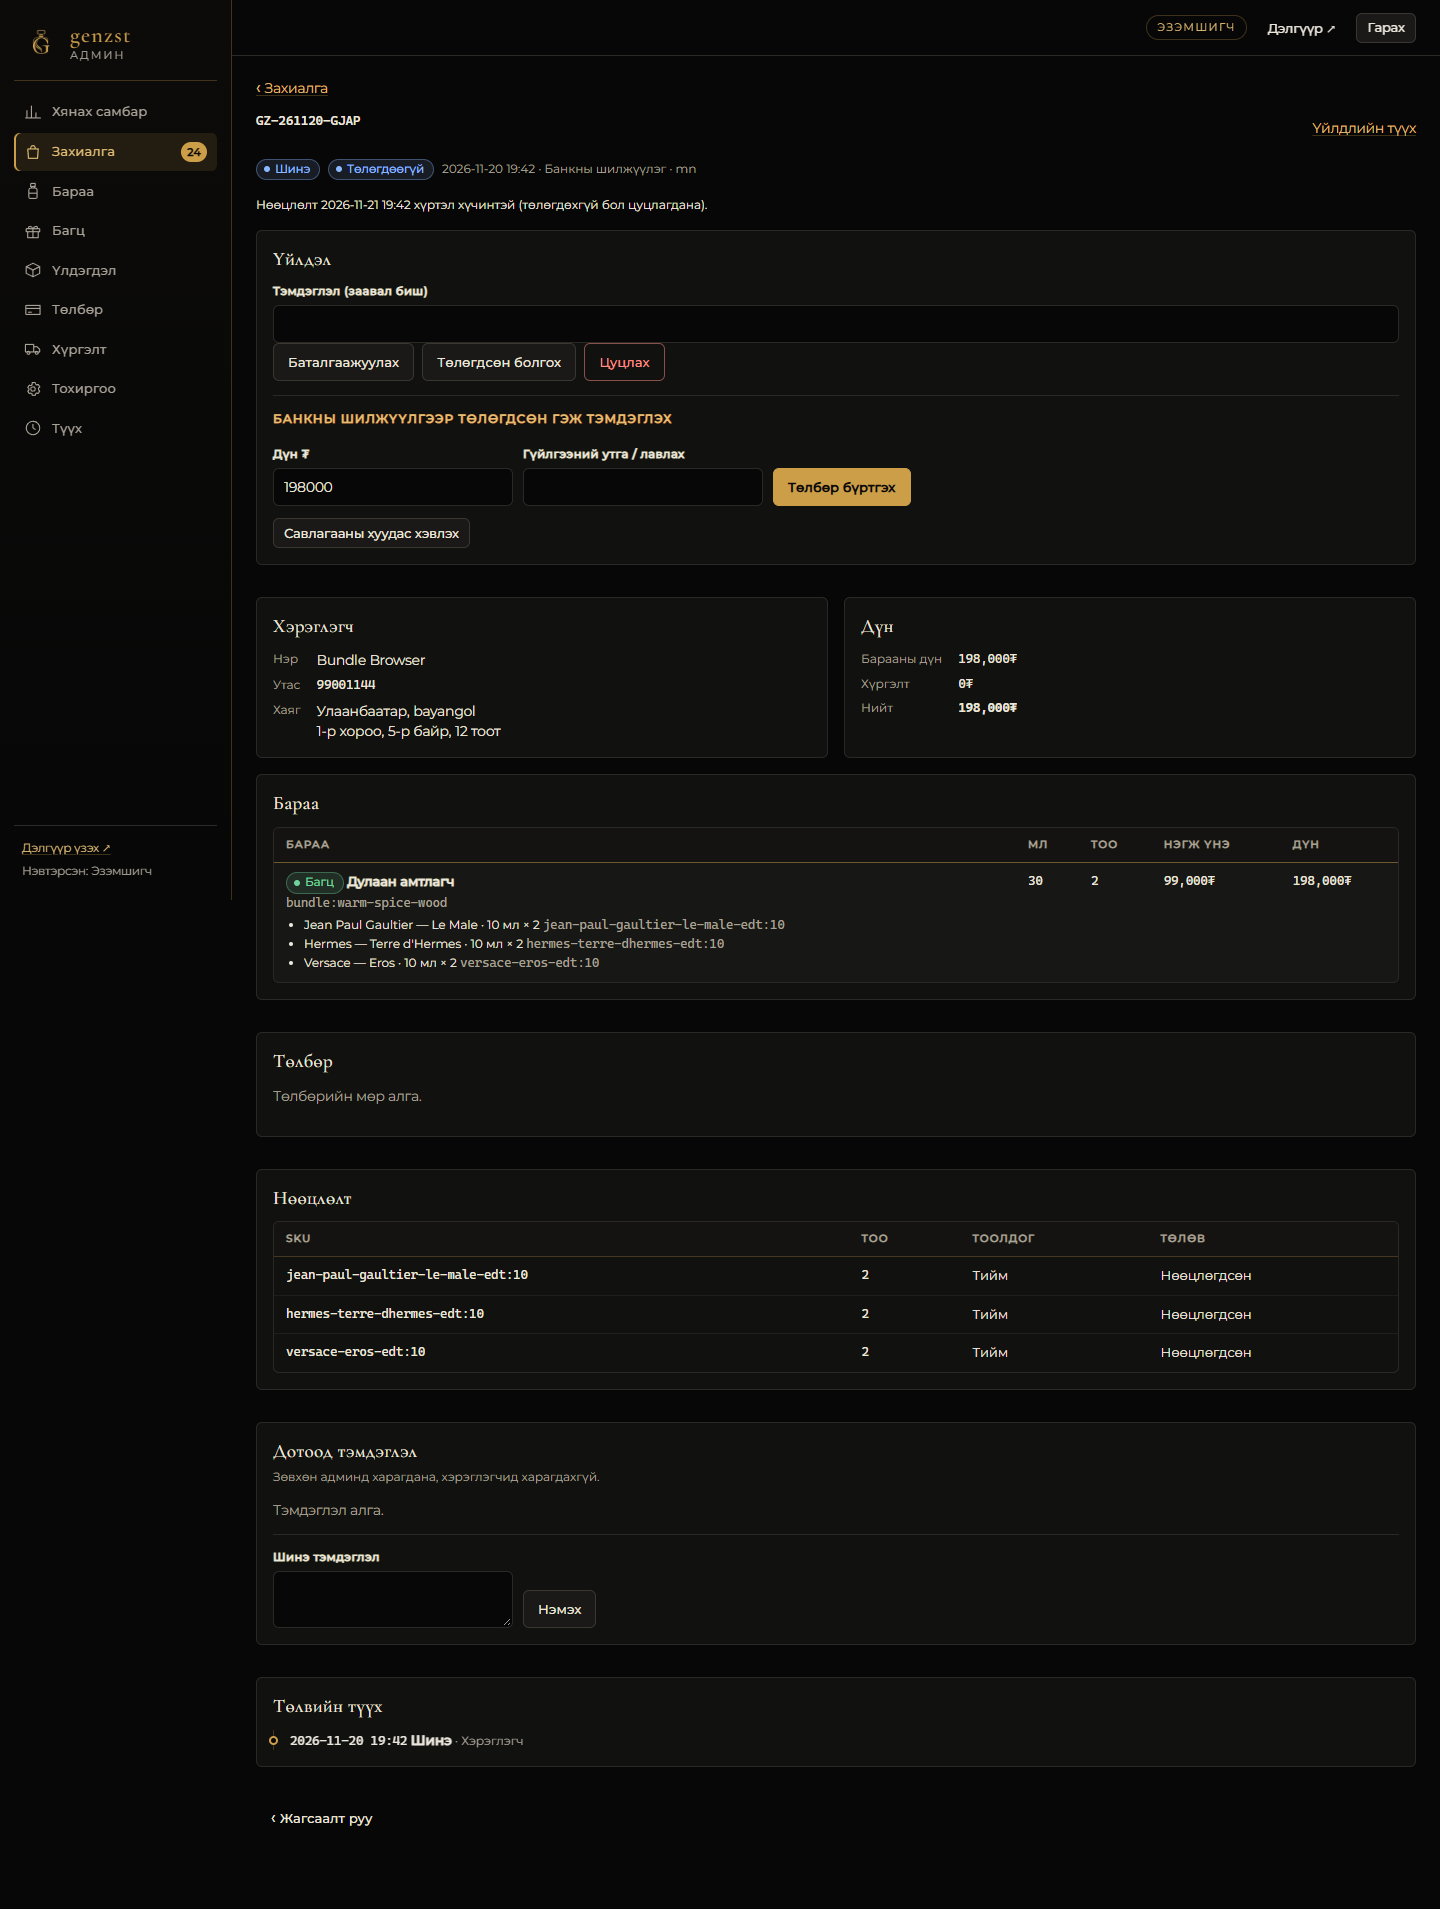 genzst
АДМИН
ЭЗЭМШИГЧ
Дэлгүүр ↗
Гарах
Хянах самбар
Захиалга 24
Бараа
Багц
Үлдэгдэл
Төлбөр
Хүргэлт
Тохиргоо
Түүх
Дэлгүүр үзэх ↗
Нэвтэрсэн: Эзэмшигч
‹ Захиалга
GZ-261120-GJAP
Үйлдлийн түүх
Шинэ Төлөгдөөгүй 2026-11-20 19:42 · Банкны шилжүүлэг · mn
Нөөцлөлт 2026-11-21 19:42 хүртэл хүчинтэй (төлөгдөхгүй бол цуцлагдана).
Үйлдэл
Тэмдэглэл (заавал биш)
Баталгаажуулах Төлөгдсөн болгох Цуцлах
БАНКНЫ ШИЛЖҮҮЛГЭЭР ТӨЛӨГДСӨН ГЭЖ ТЭМДЭГЛЭХ
Дүн ₮ Гүйлгээний утга / лавлах
198000 Төлбөр бүртгэх
Савлагааны хуудас хэвлэх
Хэрэглэгч
Нэр Bundle Browser
Утас 99001144
Хаяг Улаанбаатар, bayangol
1-р хороо, 5-р байр, 12 тоот
Дүн
Барааны дүн 198,000₮
Хүргэлт 0₮
Нийт 198,000₮
Бараа
БАРАА МЛ ТОО НЭГЖ ҮНЭ ДҮН
Багц Дулаан амтлагч 30 2 99,000₮ 198,000₮
bundle:warm-spice-wood
• Jean Paul Gaultier — Le Male · 10 мл × 2 jean-paul-gaultier-le-male-edt:10
• Hermes — Terre d'Hermes · 10 мл × 2 hermes-terre-dhermes-edt:10
• Versace — Eros · 10 мл × 2 versace-eros-edt:10
Төлбөр
Төлбөрийн мөр алга.
Нөөцлөлт
SKU ТОО ТООЛДОГ ТӨЛӨВ
jean-paul-gaultier-le-male-edt:10 2 Тийм Нөөцлөгдсөн
hermes-terre-dhermes-edt:10 2 Тийм Нөөцлөгдсөн
versace-eros-edt:10 2 Тийм Нөөцлөгдсөн
Дотоод тэмдэглэл
Зөвхөн админд харагдана, хэрэглэгчид харагдахгүй.
Тэмдэглэл алга.
Шинэ тэмдэглэл
Нэмэх
Төлвийн түүх
2026-11-20 19:42 Шинэ · Хэрэглэгч
‹ Жагсаалт руу